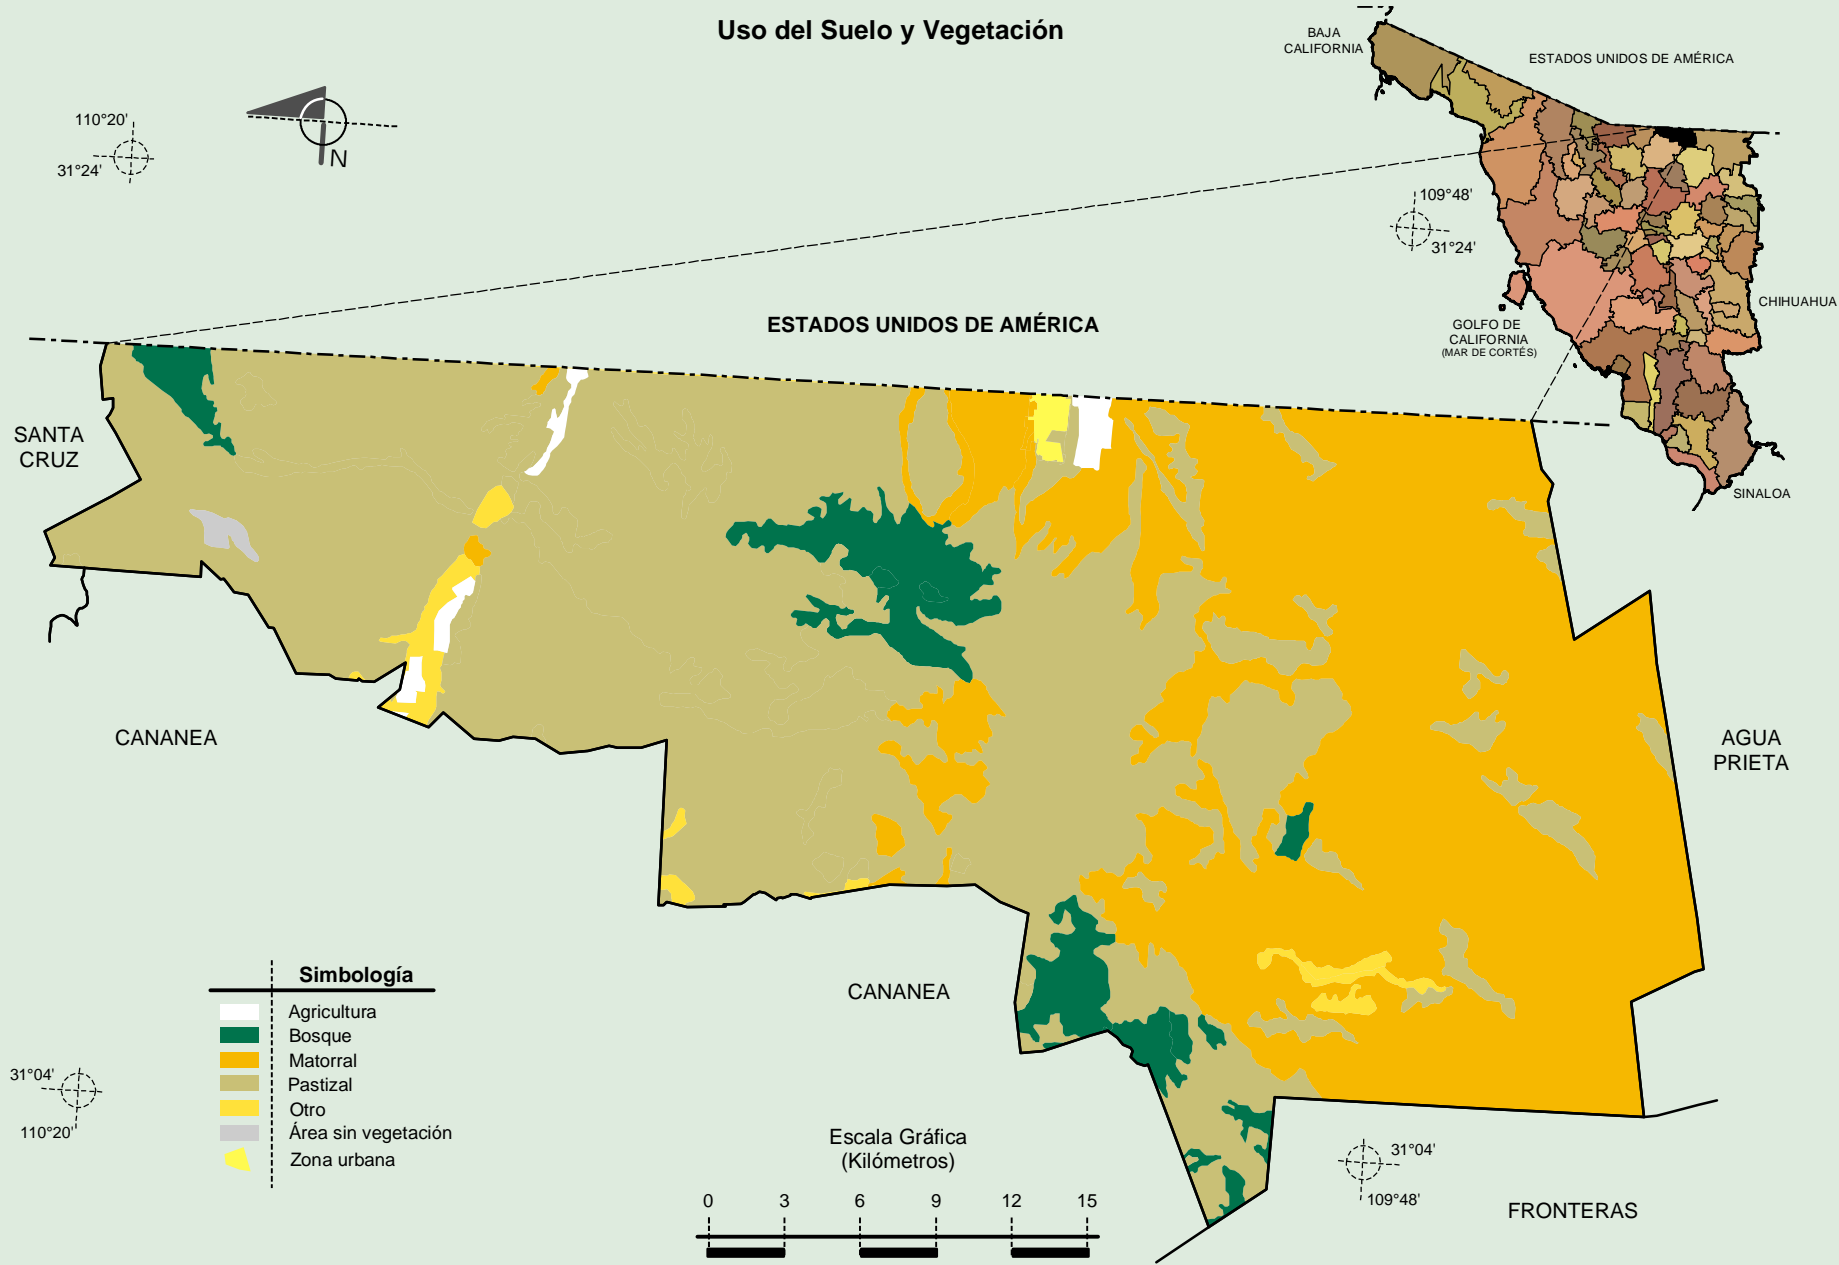 Uso del Suelo y Vegetación
BAJA
CALIFORNIA
ESTADOS UNIDOS DE AMÉRICA
110°20'
31°24'
N
109°48'
31°24'
CHIHUAHUA
GOLFO DE
CALIFORNIA
(MAR DE CORTÉS)
SINALOA
ESTADOS UNIDOS DE AMÉRICA
SANTA
CRUZ
CANANEA
AGUA
PRIETA
CANANEA
Simbología
Agricultura
Bosque
Matorral
Pastizal
Otro
Área sin vegetación
Zona urbana
31°04'
110°20'
Escala Gráfica
(Kilómetros)
0 3 6 9 12 15
31°04'
109°48'
FRONTERAS